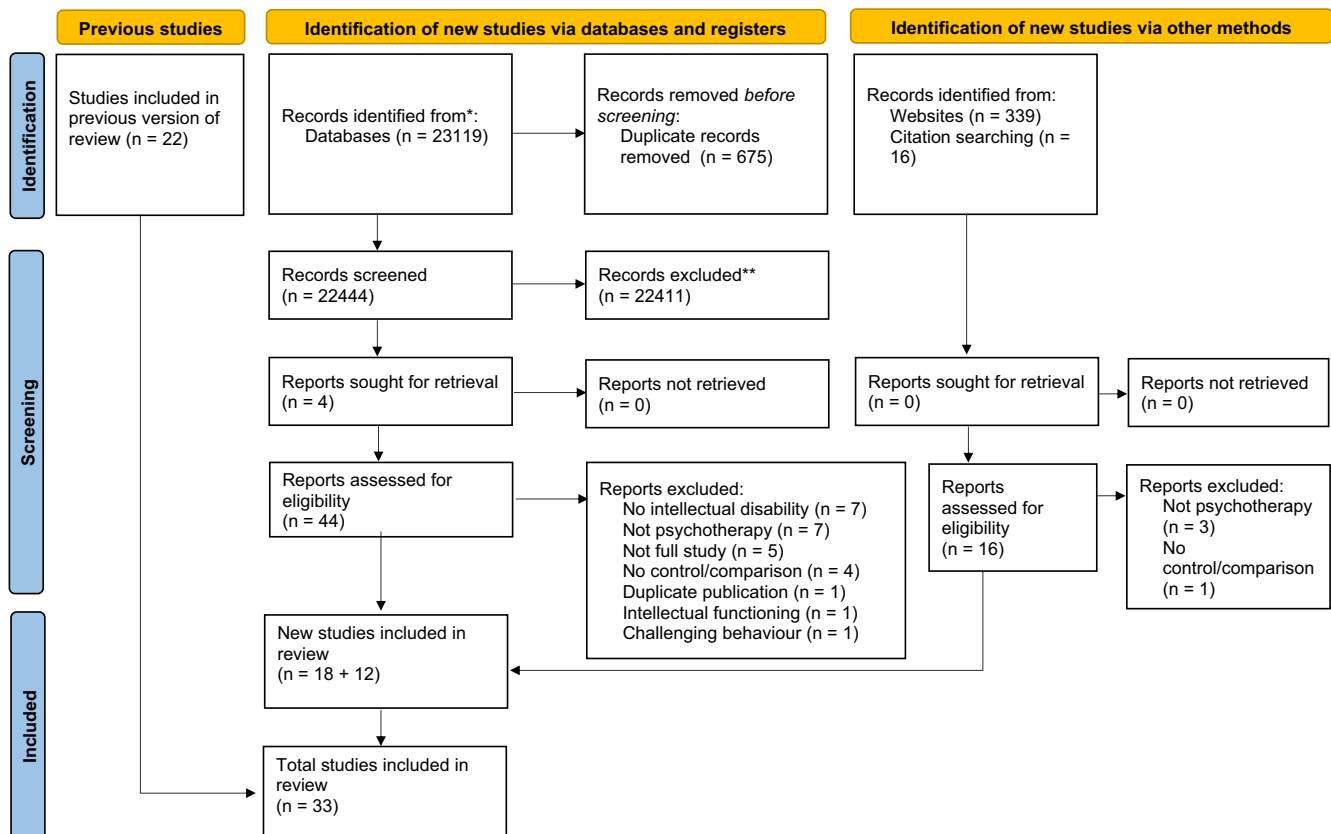 Previous studies
Identification of new studies via databases and registers
Identification of new studies via other methods
Identification
Studies included in
previous version of
review (n = 22)
Records identified from*:
Databases (n = 23119)
Records removed before
screening:
Duplicate records
removed (n = 675)
Records identified from:
Websites (n = 339)
Citation searching (n =
16)
Screening
Records screened
(n = 22444)
Records excluded**
(n = 22411)
Reports sought for retrieval
(n = 4)
Reports not retrieved
(n = 0)
Reports sought for retrieval
(n = 0)
Reports not retrieved
(n = 0)
Reports assessed for
eligibility
(n = 44)
Reports excluded:
No intellectual disability (n = 7)
Not psychotherapy (n = 7)
Not full study (n = 5)
No control/comparison (n = 4)
Duplicate publication (n = 1)
Intellectual functioning (n = 1)
Challenging behaviour (n = 1)
Reports
assessed for
eligibility
(n = 16)
Reports excluded:
Not psychotherapy
(n = 3)
No
control/comparison
(n = 1)
Included
New studies included in
review
(n = 18 + 12)
Total studies included in
review
(n = 33)